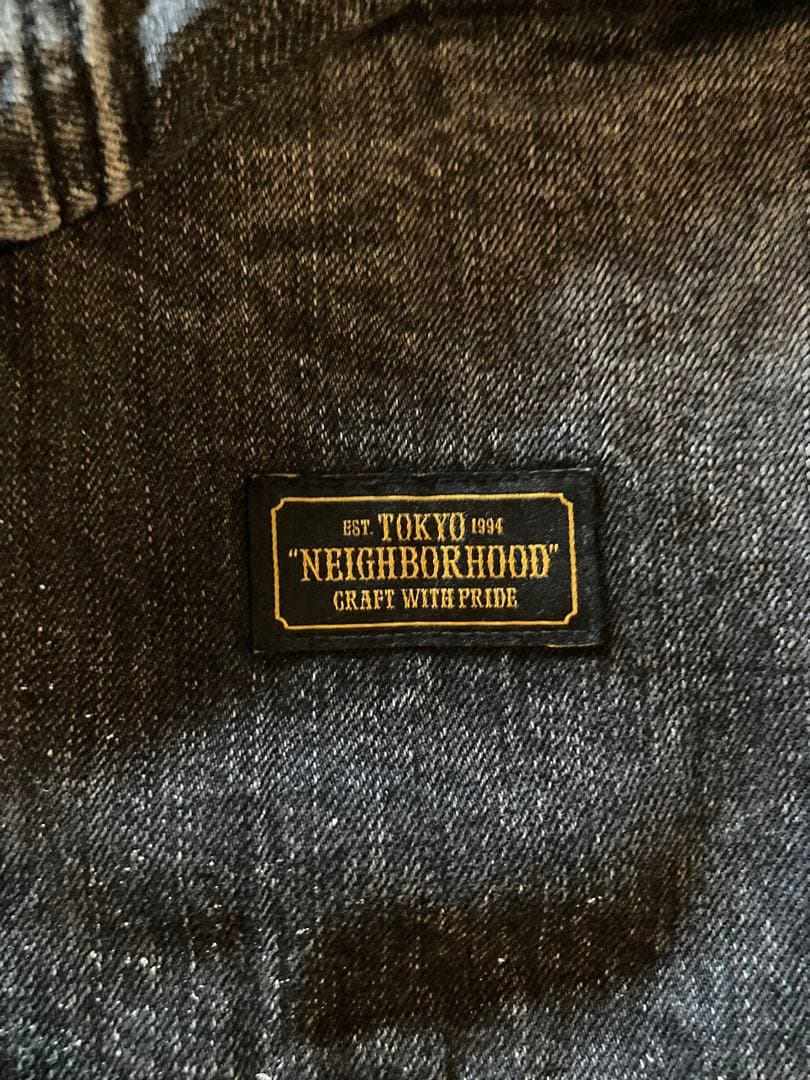 EST. TOKYO 1994
"NEIGHBORHOOD"
CRAFT WITH PRIDE